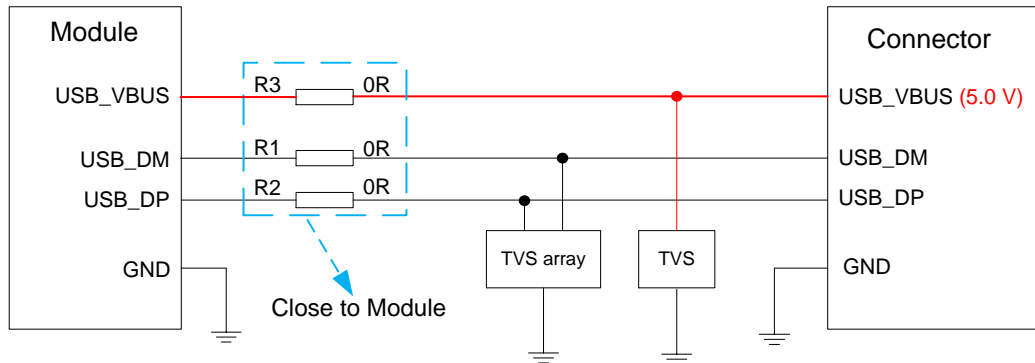 Module
Connector
R3 0R
USB_VBUS
USB_VBUS (5.0 V)
R1 0R
USB_DM
USB_DM
R2 0R
USB_DP
USB_DP
TVS array
TVS
GND
GND
Close to Module